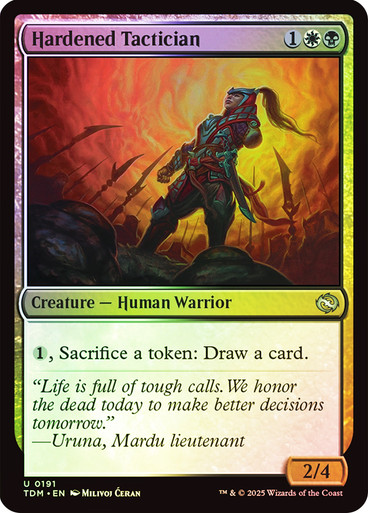 Hardened Tactician 1
Creature — Human Warrior
1, Sacrifice a token: Draw a card.
“Life is full of tough calls. We honor
the dead today to make better decisions
tomorrow.”
—Uruna, Mardu lieutenant
2/4
U 0191
TDM • EN Milivoj Ćeran ™ & © 2025 Wizards of the Coast